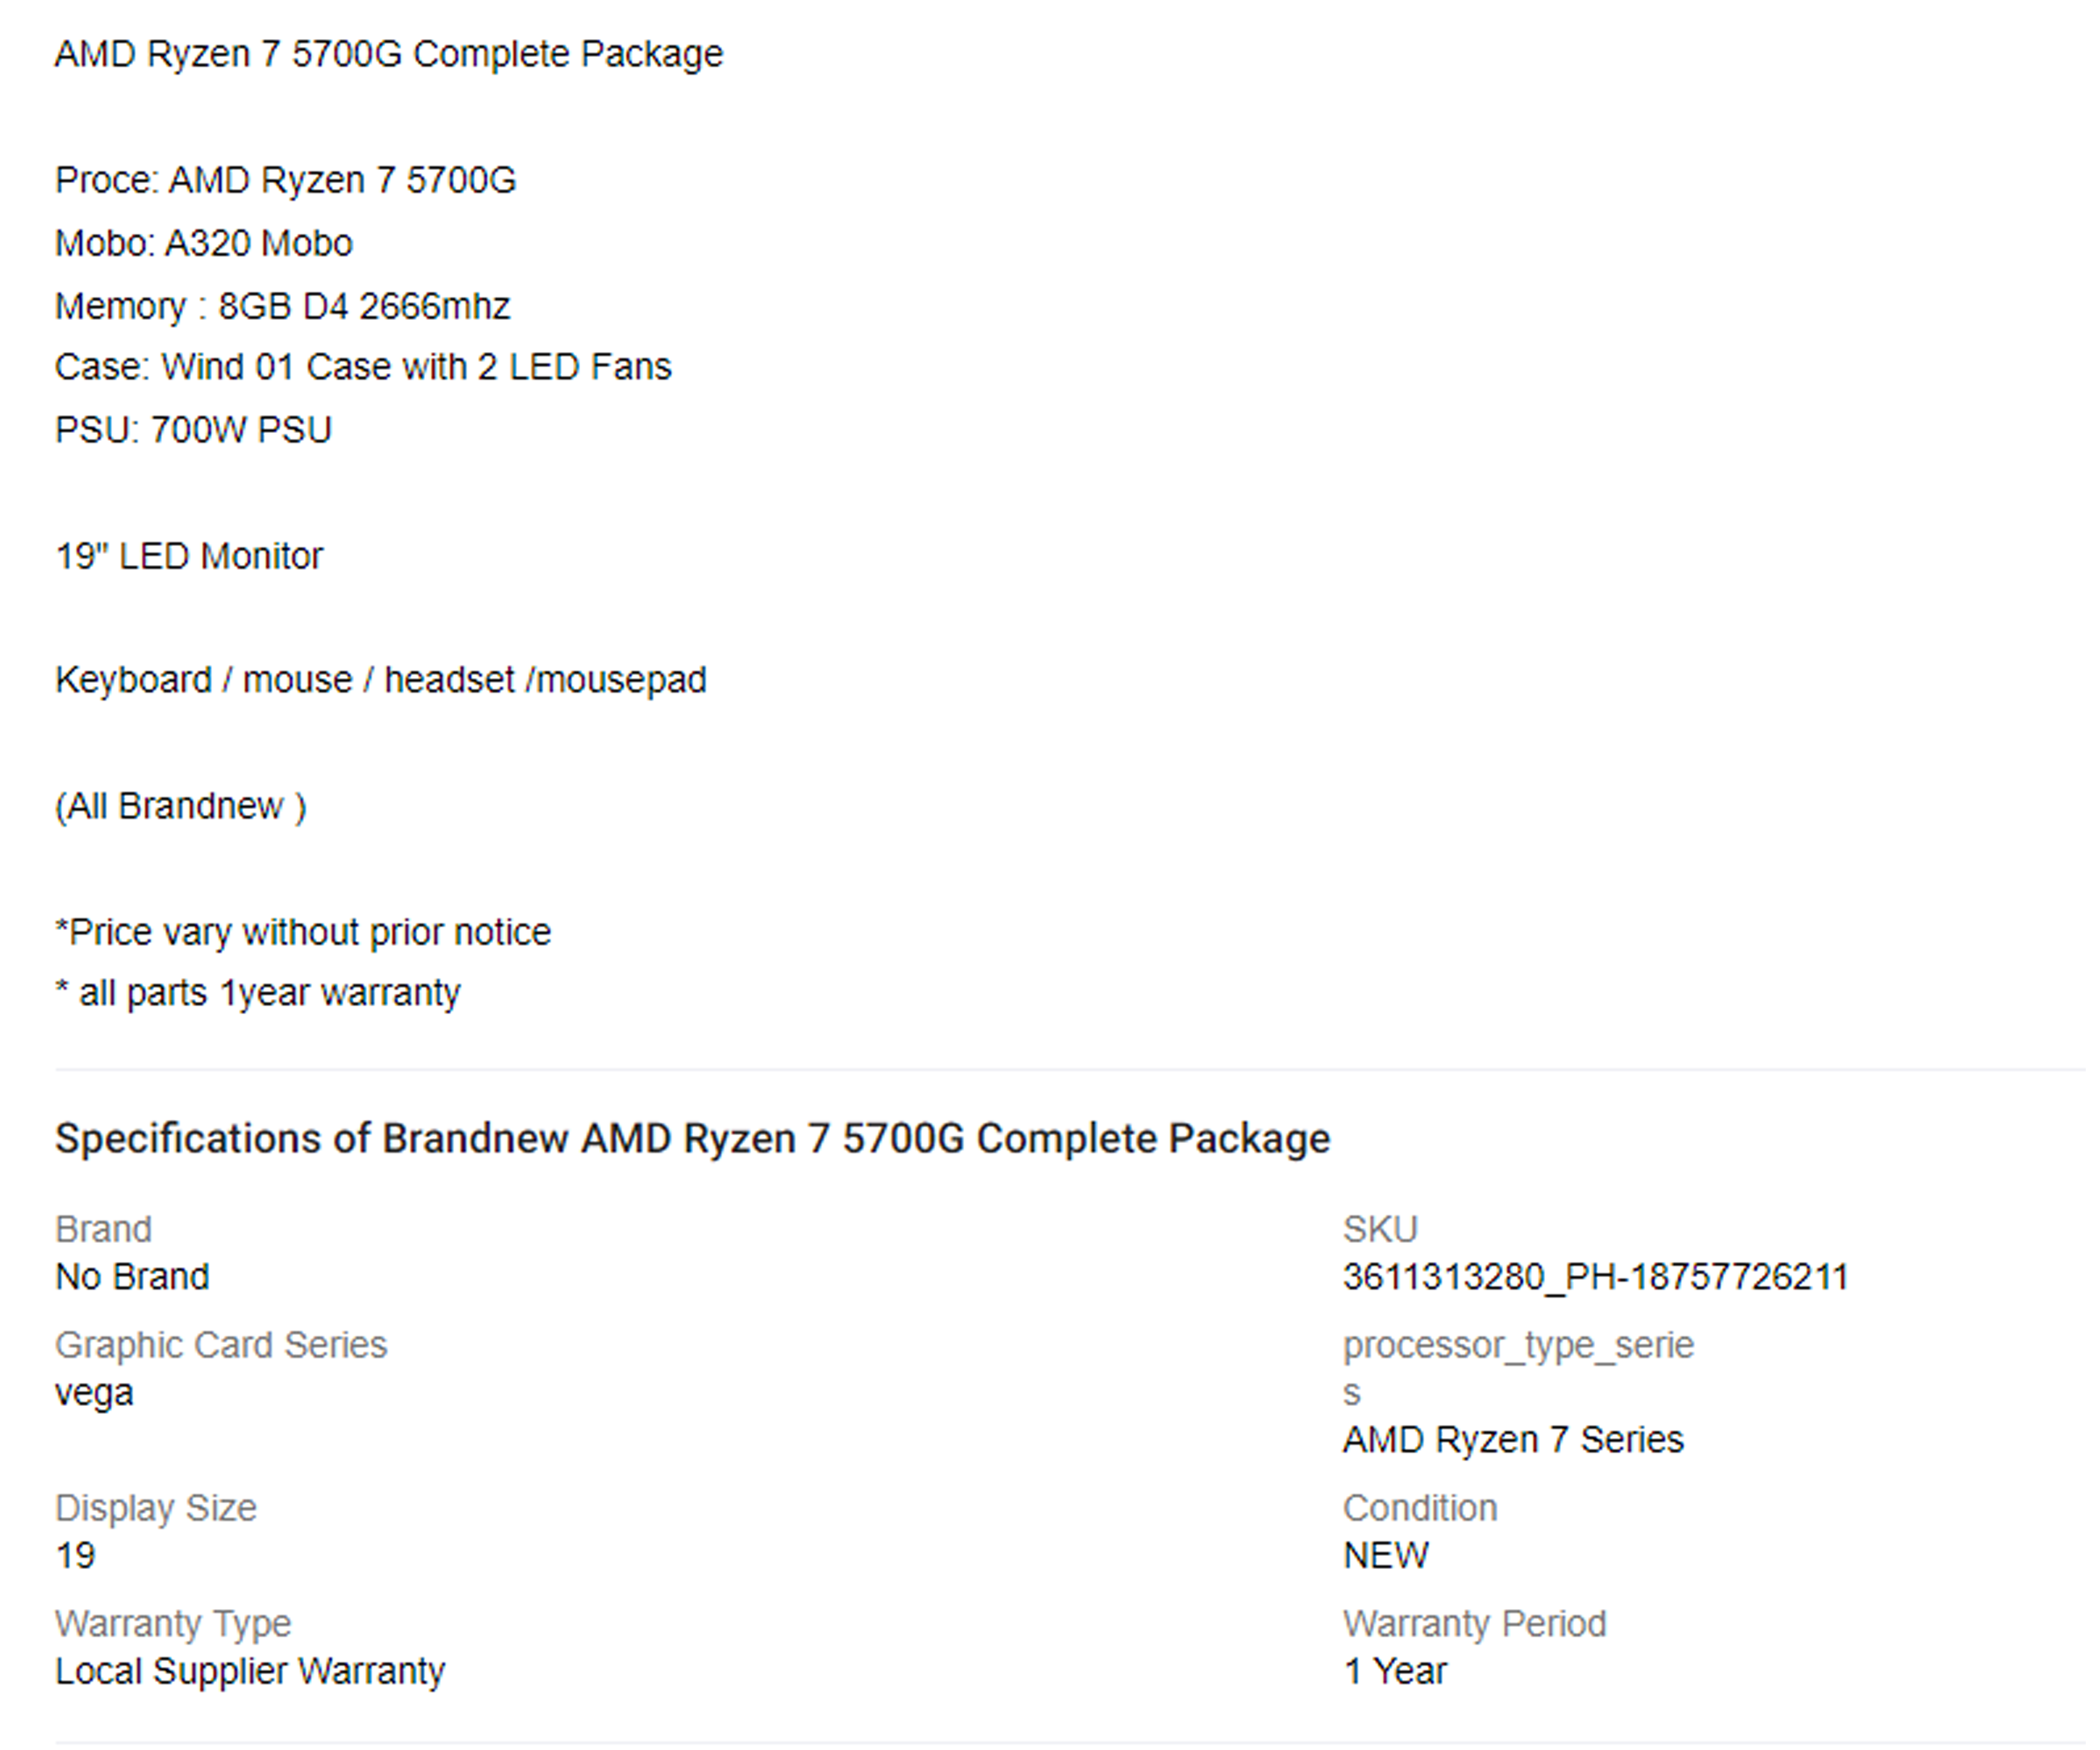 AMD Ryzen 7 5700G Complete Package
Proce: AMD Ryzen 7 5700G
Mobo: A320 Mobo
Memory : 8GB D4 2666mhz
Case: Wind 01 Case with 2 LED Fans
PSU: 700W PSU
19" LED Monitor
Keyboard / mouse / headset /mousepad
(All Brandnew )
*Price vary without prior notice
* all parts 1year warranty
Specifications of Brandnew AMD Ryzen 7 5700G Complete Package
Brand
No Brand
SKU
3611313280_PH-18757726211
Graphic Card Series
vega
processor_type_serie
s
AMD Ryzen 7 Series
Display Size
19
Condition
NEW
Warranty Type
Local Supplier Warranty
Warranty Period
1 Year